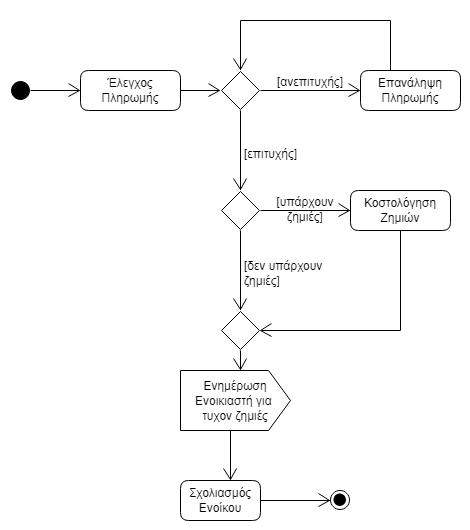 Έλεγχος
Πληρωμής
[ανεπιτυχής]
Επανάληψη
Πληρωμής
[επιτυχής]
[υπάρχουν
ζημιές]
Κοστολόγηση
Ζημιών
[δεν υπάρχουν
ζημιές]
Ενημέρωση
Ενοικιαστή για
τυχον ζημιές
Σχολιασμός
Ενοίκου